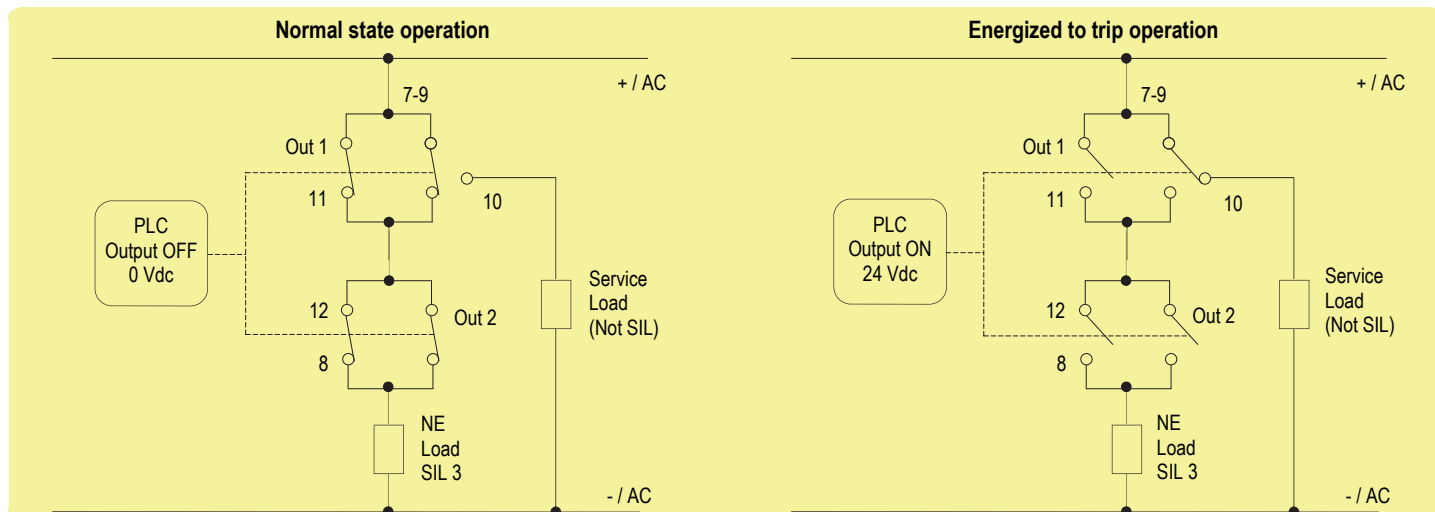 Normal state operation
+ / AC
7-9
Out 1
11
10
PLC
Output OFF
0 Vdc
12
Out 2
8
Service
Load
(Not SIL)
NE
Load
SIL 3
- / AC
Energized to trip operation
+ / AC
7-9
Out 1
11
10
PLC
Output ON
24 Vdc
12
Out 2
8
Service
Load
(Not SIL)
NE
Load
SIL 3
- / AC